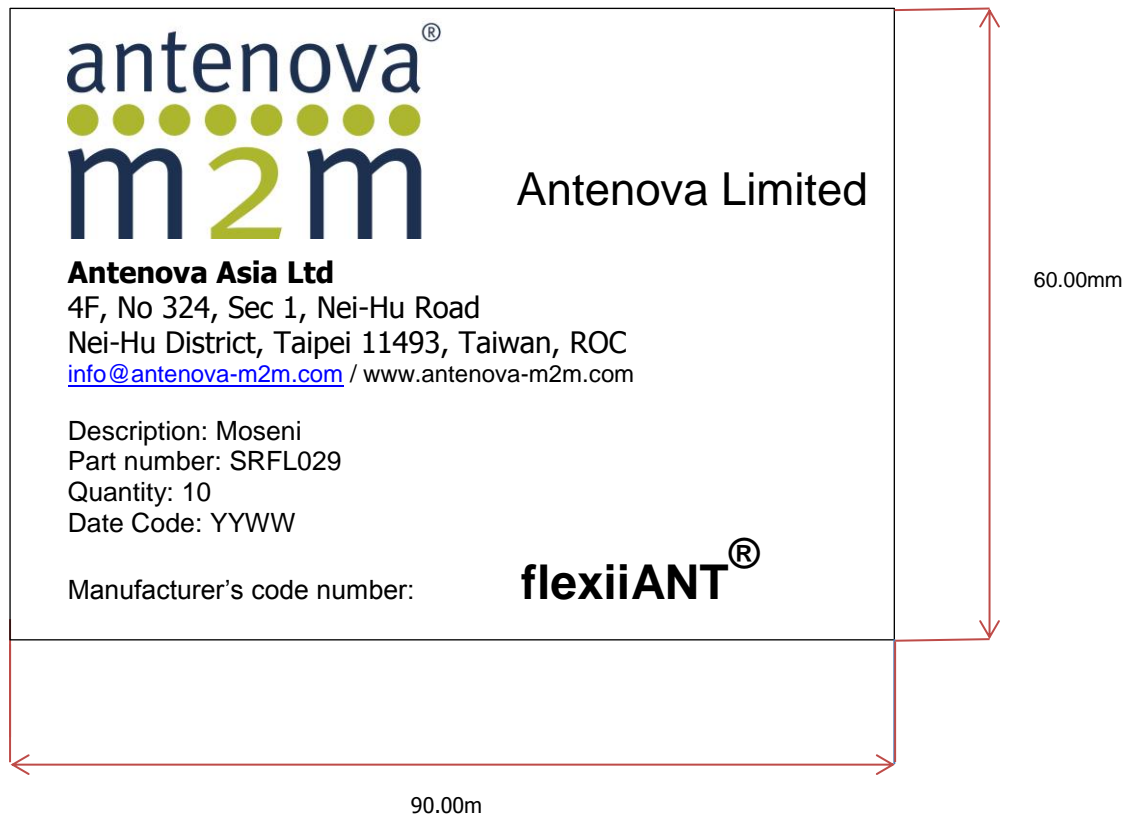 antenova®
m2m
Antenova Limited
Antenova Asia Ltd
4F, No 324, Sec 1, Nei-Hu Road
Nei-Hu District, Taipei 11493, Taiwan, ROC
info@antenova-m2m.com / www.antenova-m2m.com
Description: Moseni
Part number: SRFL029
Quantity: 10
Date Code: YYWW
Manufacturer’s code number:
flexiiANT®
60.00mm
90.00m